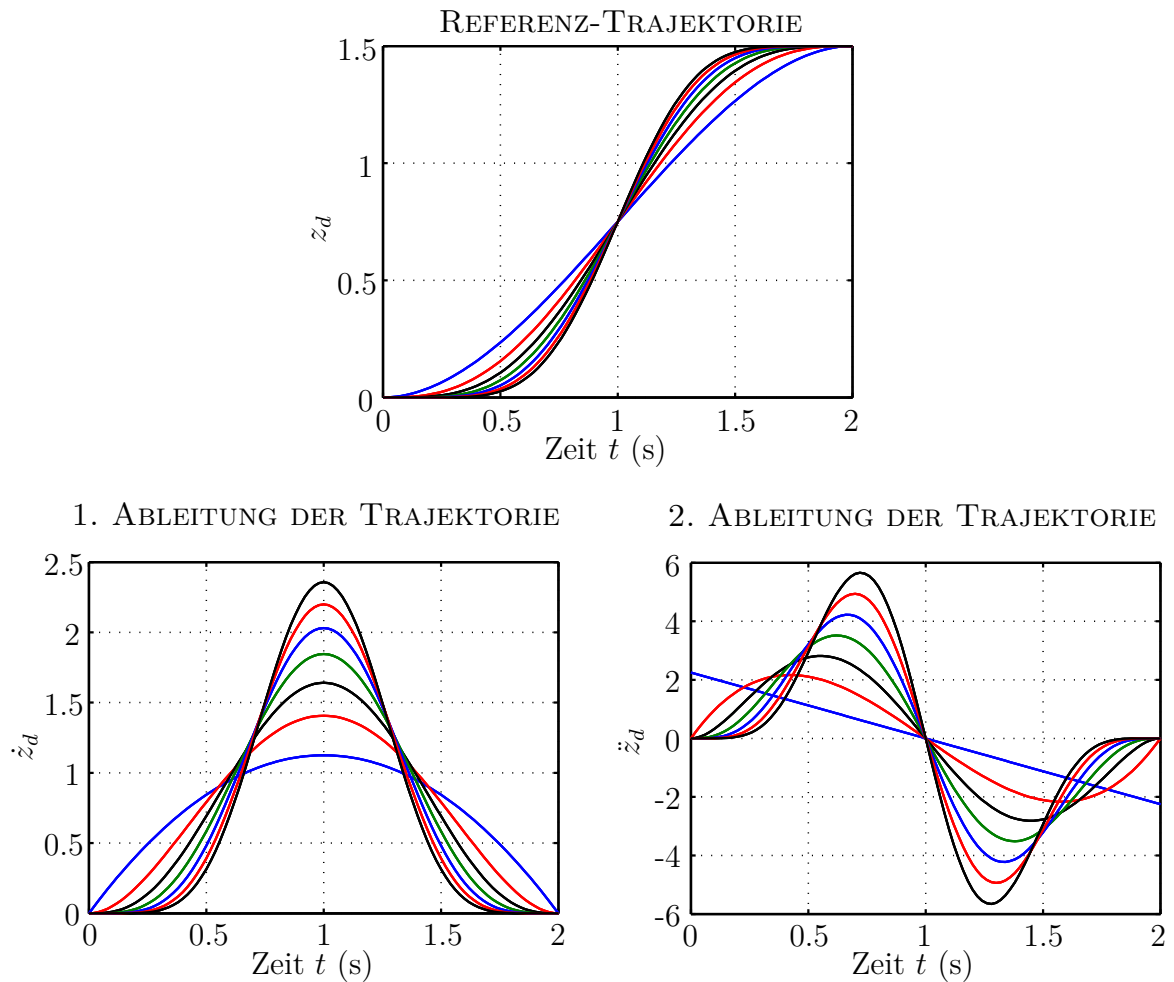 REFERENZ-TRAJEKTORIE
1.5
1
0.5
0
z_d
0 0.5 1 1.5 2
Zeit t (s)
1. ABLEITUNG DER TRAJEKTORIE
2.5
2
1.5
1
0.5
0
ż_d
0 0.5 1 1.5 2
Zeit t (s)
2. ABLEITUNG DER TRAJEKTORIE
6
4
2
0
-2
-4
-6
z̈_d
0 0.5 1 1.5 2
Zeit t (s)